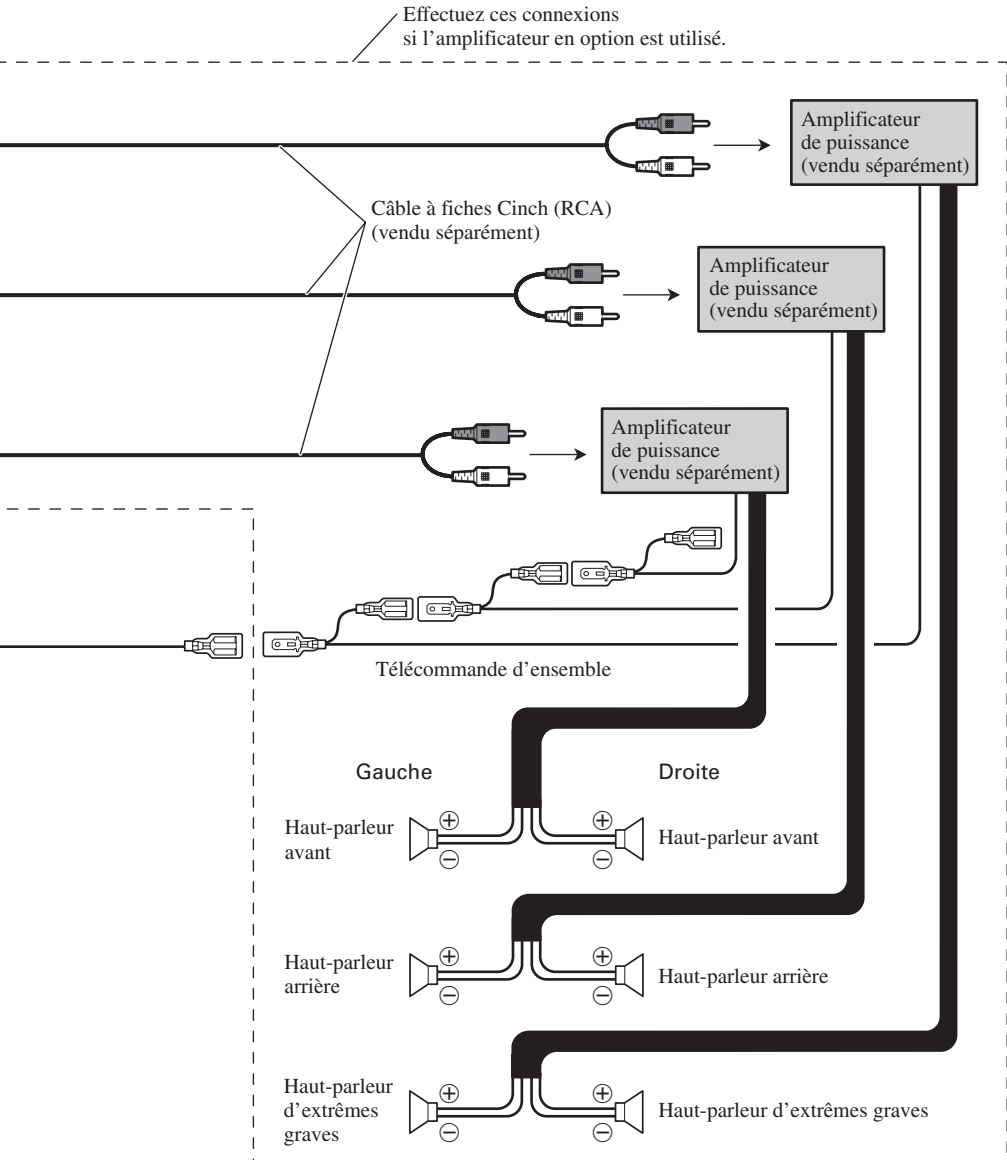 Effectuez ces connexions
si l'amplificateur en option est utilisé.
Amplificateur
de puissance
(vendu séparément)
Câble à fiches Cinch (RCA)
(vendu séparément)
Amplificateur
de puissance
(vendu séparément)
Amplificateur
de puissance
(vendu séparément)
Télécommande d'ensemble
Gauche
Droite
Haut-parleur
avant
⊕
⊖
⊕
⊖
Haut-parleur avant
Haut-parleur
arrière
⊕
⊖
⊕
⊖
Haut-parleur arrière
Haut-parleur
d'extrêmes
graves
⊕
⊖
⊕
⊖
Haut-parleur d'extrêmes graves